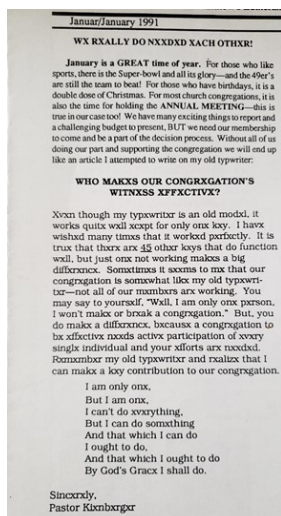 Januar/January 1991
WX RXALLY DO NXXDXD XACH OTHXR!
January is a GREAT time of year. For those who like
sports, there is the Super-bowl and all its glory—and the 49er's
are still the team to beat! For those who have birthdays, it is a
double dose of Christmas. For most church congregations, it is
also the time for holding the ANNUAL MEETING—this is
true in our case too! We have many exciting things to report and
a challenging budget to present, BUT we need our membership
to come and be a part of the decision process. Without all of us
doing our part and supporting the congregation we will end up
like an article I attempted to write on my old typwriter:
WHO MAKXS OUR CONGRXGATION'S
WITNXSS XFFXCTIVX?
Xvxn though my typxwritxr is an old modxl, it
works quitx wxll xcxpt for only onx kxy. I havx
wishxd many timxs that it workxd pxrfxctly. It is
trux that thxrx arx 45 othxr kxys that do function
wxll, but just onx not working makxs a big
diffxrxncx. Somxtimxs it sxxms to mx that our
congrxgation is somxwhat likx my old typxwri-
txr—not all of our mxmbxrs arx working. You
may to yoursxlf, "Wxll, I am only onx pxrson,
I won't makx or brxak a congrxgation." But, you
do makx a diffxrxncx, bxcausx a congrxgation to
bx xffxctivx nxxds activx participation of xvxry
singlx individual and your xfforts arx nxxdxd.
Rxmxmbxr my old typxwritxr and rxalizx that I
can makx a kxy contribution to our congrxgation.
I am only onx,
But I am onx,
I can't do xvxrything,
But I can do somxthing
And that which I can do
I ought to do,
And that which I ought to do
By God's Gracx I shall do.
Sincxrxly,
Pastor Kixnbxrgxr